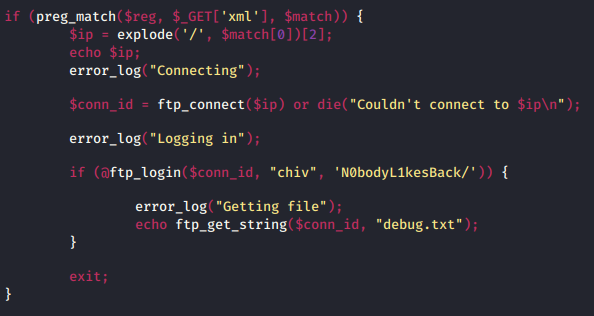 if (preg_match($reg, $_GET['xml'], $match)) {
$ip = explode('/', $match[0])[2];
echo $ip;
error_log("Connecting");
$conn_id = ftp_connect($ip) or die("Couldn't connect to $ip\n");
error_log("Logging in");
if (@ftp_login($conn_id, "chiv", 'N0bodyL1kesBack/')) {
error_log("Getting file");
echo ftp_get_string($conn_id, "debug.txt");
}
exit;
}